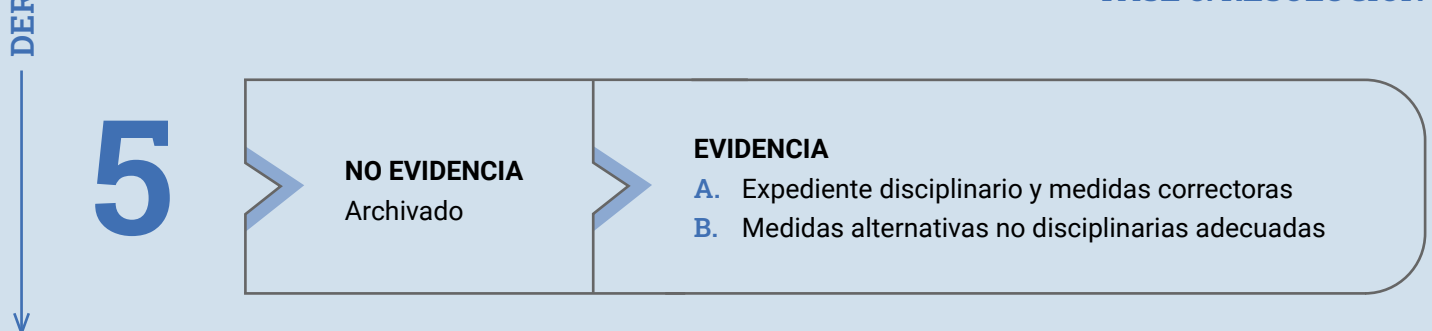 5
NO EVIDENCIA
Archivado
EVIDENCIA
A. Expediente disciplinario y medidas correctoras
B. Medidas alternativas no disciplinarias adecuadas